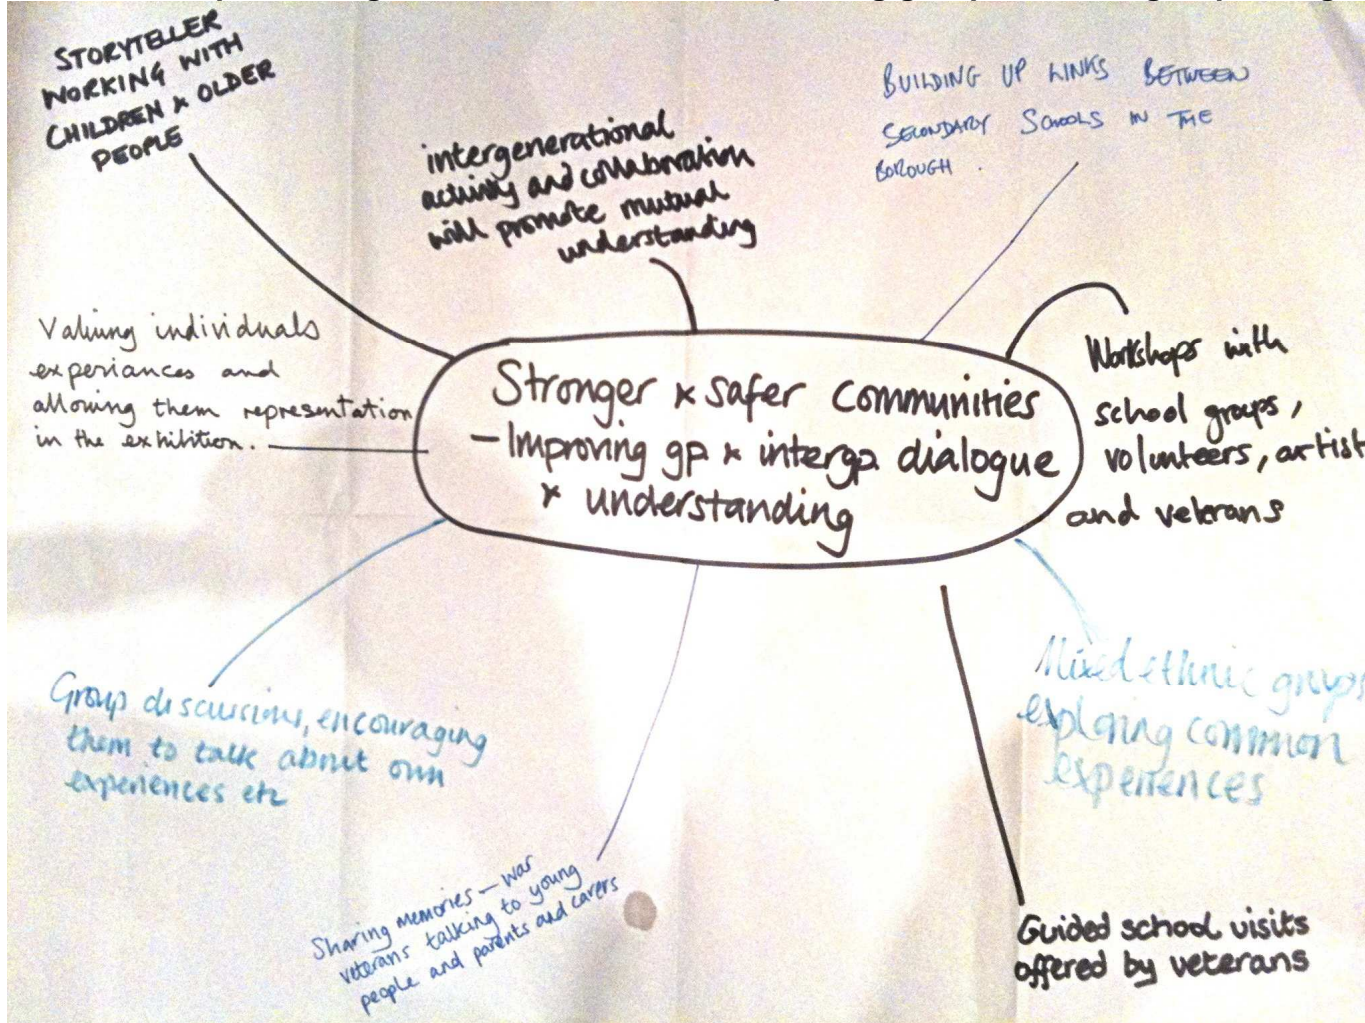 STORYTELLER
WORKING WITH
CHILDREN & OLDER
PEOPLE
intergenerational
activity and collaboration
will promote mutual
understanding
BUILDING UP LINKS BETWEEN
SECONDARY SCHOOLS IN THE
BOROUGH.
Valuing individuals
experiances and
allowing them representation
in the exhibition.
Stronger & safer communities
- Improving gp & intergp. dialogue
& understanding
Workshops with
school groups,
volunteers, artist
and veterans
Group discussions, encouraging
them to talk about own
experiences etc
Mixed ethnic groups
exploring common
experiences
Sharing memories - war
veterans talking to young
people and parents and carers
Guided school visits
offered by veterans